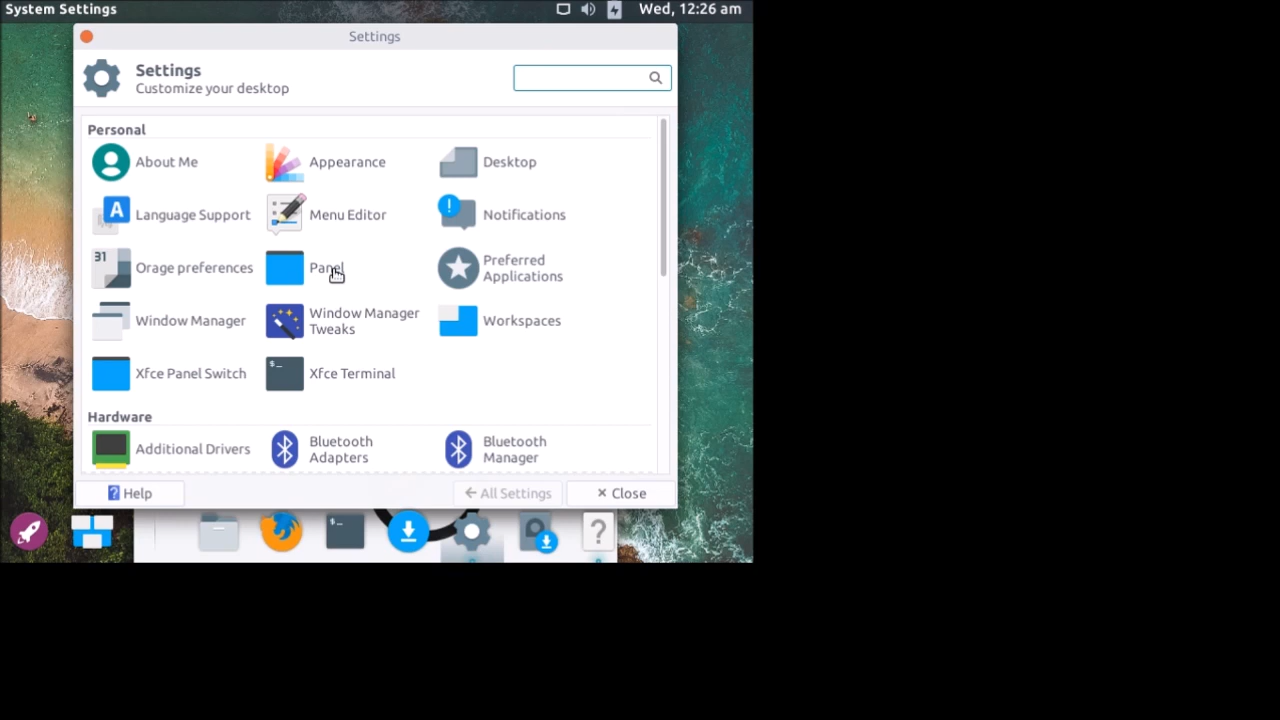 System Settings
Wed, 12:26 am
Settings
Settings
Customize your desktop
Personal
About Me
Appearance
Desktop
A
Language Support
Menu Editor
!
Notifications
31
Orage preferences
Panel
Preferred
Applications
Window Manager
Window Manager
Tweaks
Workspaces
Xfce Panel Switch
$_
Xfce Terminal
Hardware
Additional Drivers
Bluetooth
Adapters
Bluetooth
Manager
? Help
All Settings
Close
$_
?